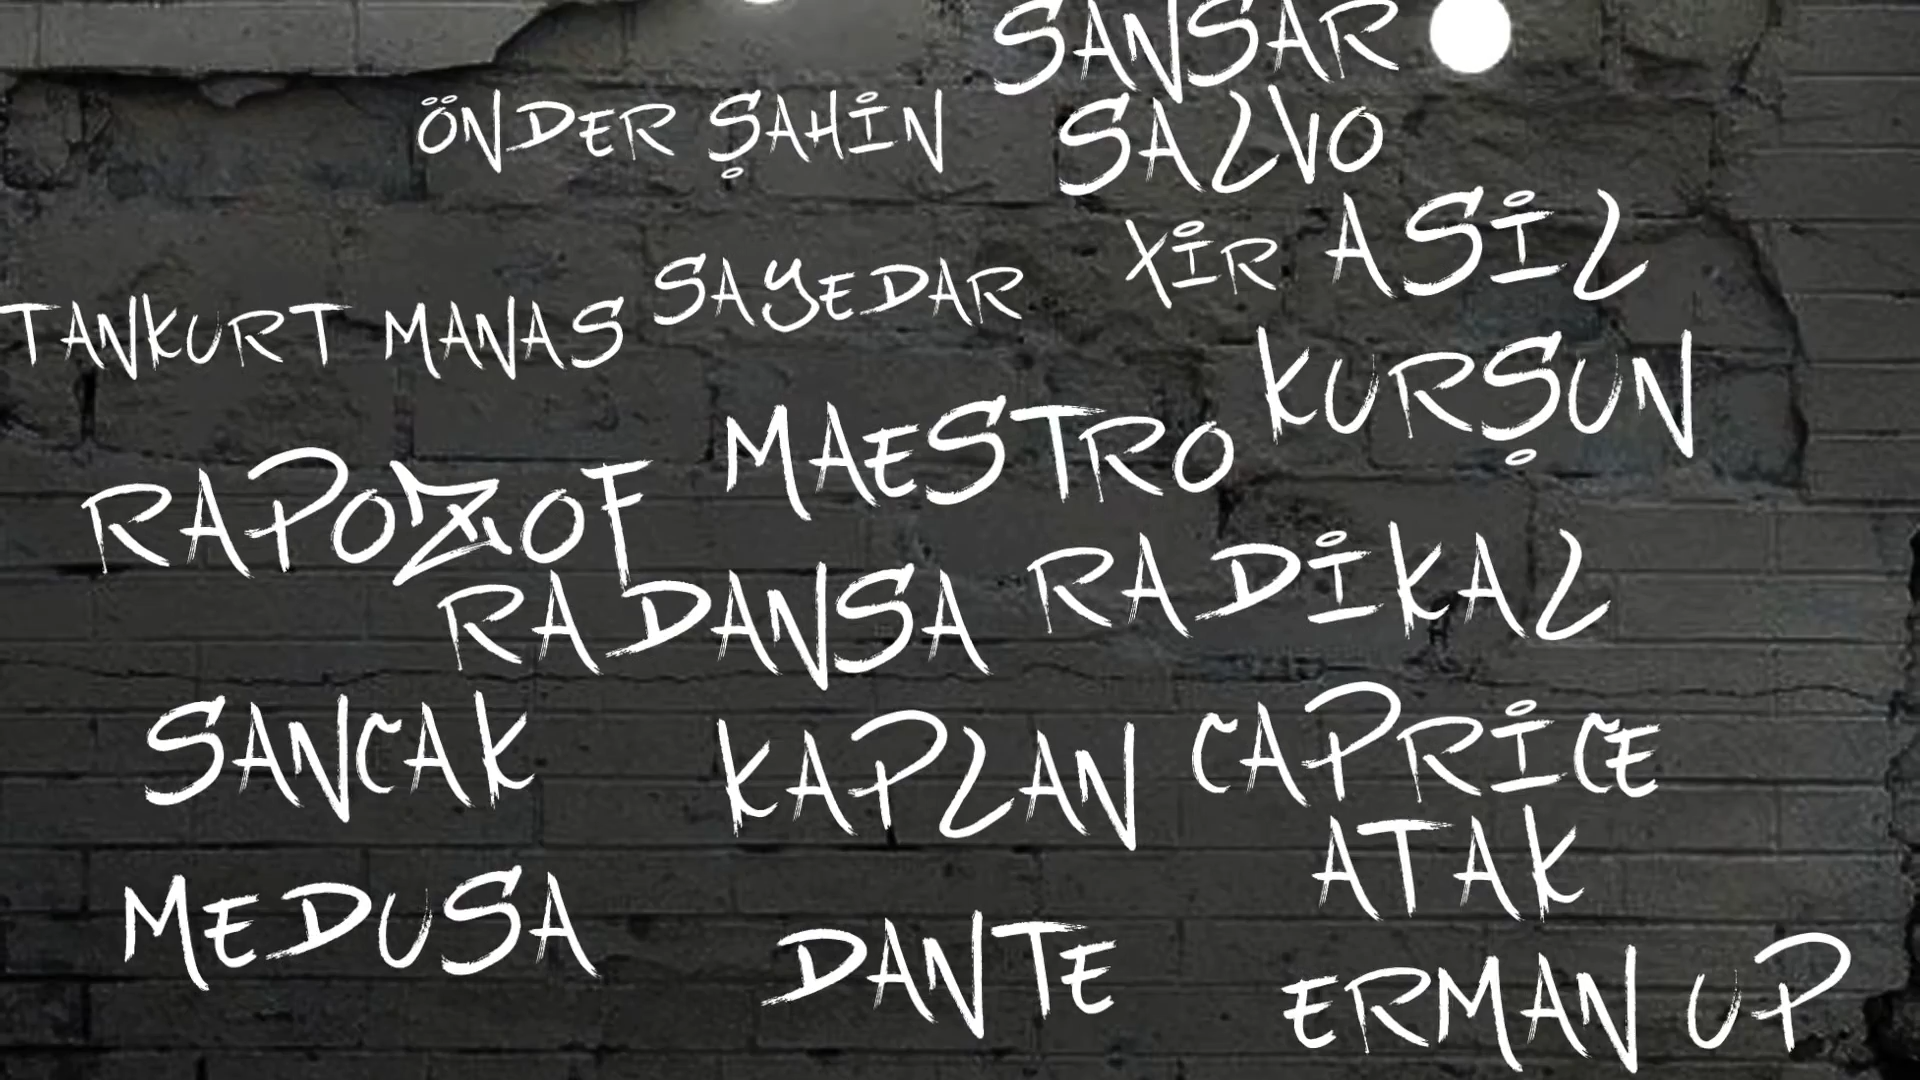 SANSAR
ÖNDER ŞAHİN
SALVO
XİR
ASİL
SAYEDAR
TANKURT MANAS
KURŞUN
MAESTRO
RAPOZOF
RADANSA
RADİKAL
SANCAK
KAPLAN
CAPRİCE
ATAK
MEDUSA
DANTE
ERMAN UP